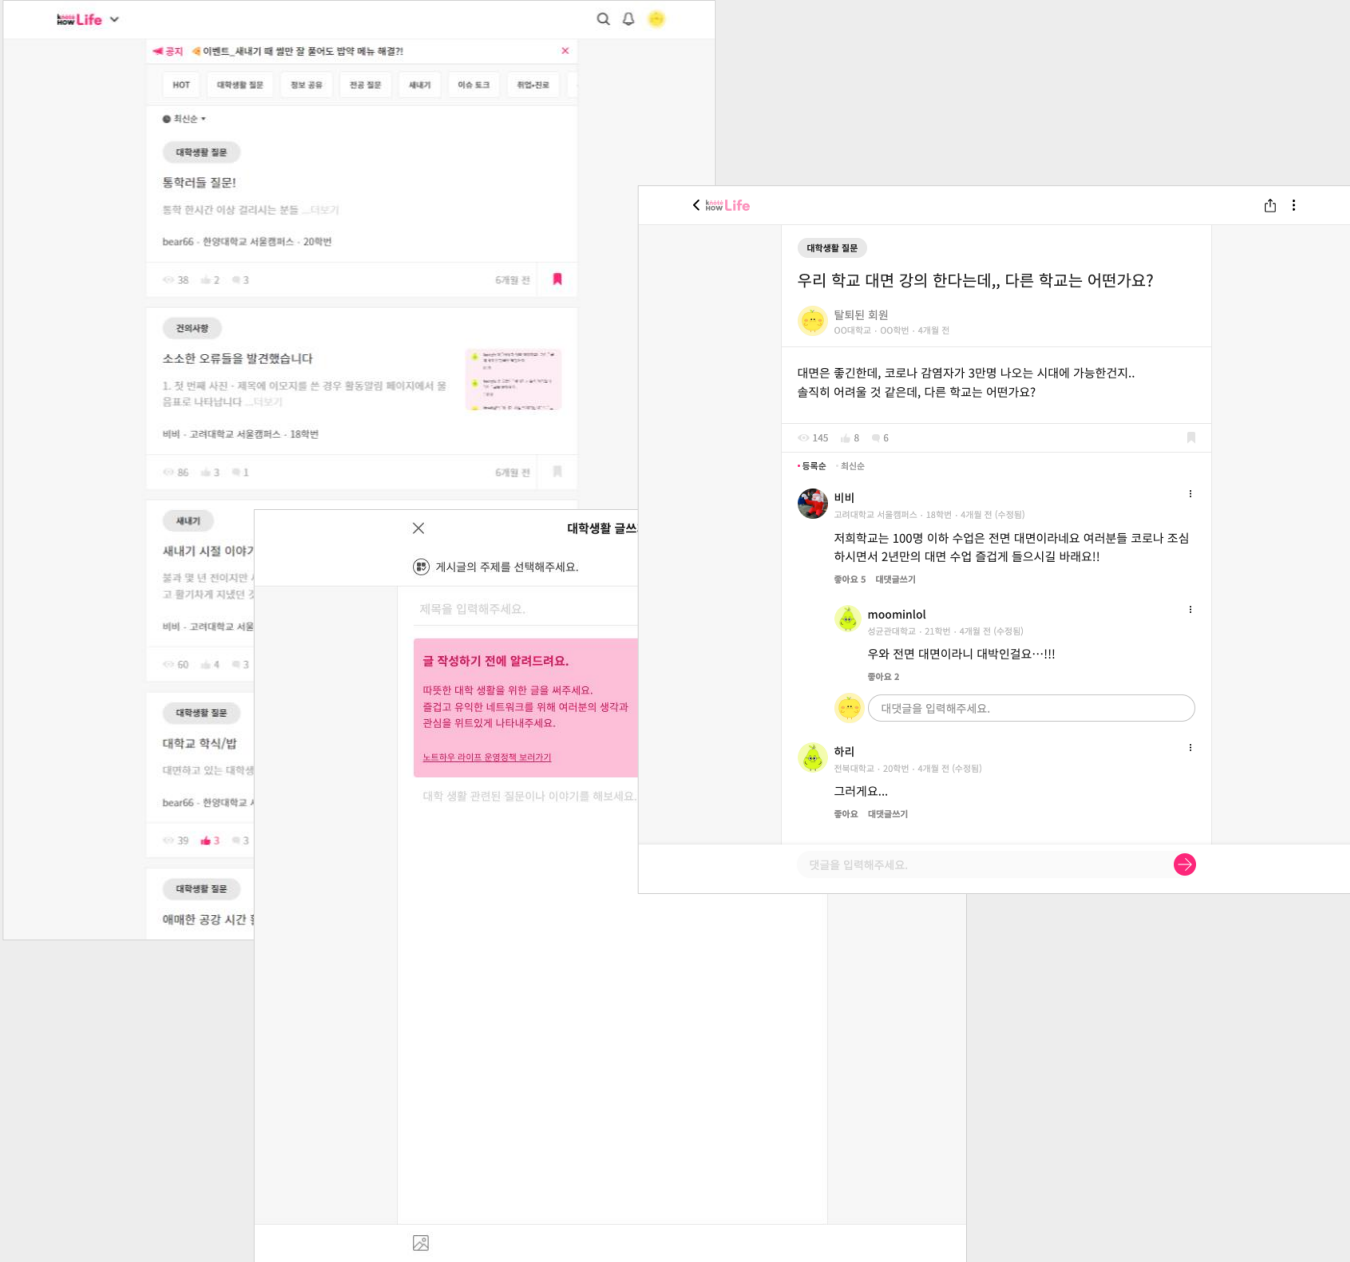 knote HOW Life
공지 이벤트_새내기 때 썰만 잘 풀어도 밥약 메뉴 해결?!
HOT 대학생활 질문 정보 공유 전공 질문 새내기 이슈 토크 취업•진로
최신순
대학생활 질문
통학러들 질문!
통학 한시간 이상 걸리시는 분들 ...더보기
bear66 - 한양대학교 서울캠퍼스 - 20학번
38 2 3 6개월 전
건의사항
소소한 오류들을 발견했습니다
1. 첫 번째 사진 - 제목에 이모지를 쓴 경우 활동알림 페이지에서 물
음표로 나타납니다 ...더보기
비비 - 고려대학교 서울캠퍼스 - 18학번
86 3 1 6개월 전
새내기
새내기 시절 이야기
불과 몇 년 전이지만
고 활기차게 지냈던 것
비비 - 고려대학교 서울
60 4 3
대학생활 질문
대학교 학식/밥
대면하고 있는 대학생
bear66 - 한양대학교
39 3 3
대학생활 질문
애매한 공강 시간
대학생활 글쓰
게시글의 주제를 선택해주세요.
제목을 입력해주세요.
글 작성하기 전에 알려드려요.
따뜻한 대학 생활을 위한 글을 써주세요.
즐겁고 유익한 네트워크를 위해 여러분의 생각과
관심을 위트있게 나타내주세요.
노트하우 라이프 운영정책 보러가기
대학 생활 관련된 질문이나 이야기를 해보세요.
knote HOW Life
대학생활 질문
우리 학교 대면 강의 한다는데,, 다른 학교는 어떤가요?
탈퇴된 회원
OO대학교 - OO학번 - 4개월 전
대면은 좋긴한데, 코로나 감염자가 3만명 나오는 시대에 가능한건지..
솔직히 어려울 것 같은데, 다른 학교는 어떤가요?
145 8 6
• 등록순 • 최신순
비비
고려대학교 서울캠퍼스 - 18학번 - 4개월 전 (수정됨)
저희학교는 100명 이하 수업은 전면 대면이라네요 여러분들 코로나 조심
하시면서 2년만의 대면 수업 즐겁게 들으시길 바래요!!
좋아요 5 대댓글쓰기
moominlol
성균관대학교 - 21학번 - 4개월 전 (수정됨)
우와 전면 대면이라니 대박인걸요…!!!
좋아요 2
대댓글을 입력해주세요.
하리
전북대학교 - 20학번 - 4개월 전 (수정됨)
그러게요...
좋아요 대댓글쓰기
댓글을 입력해주세요.